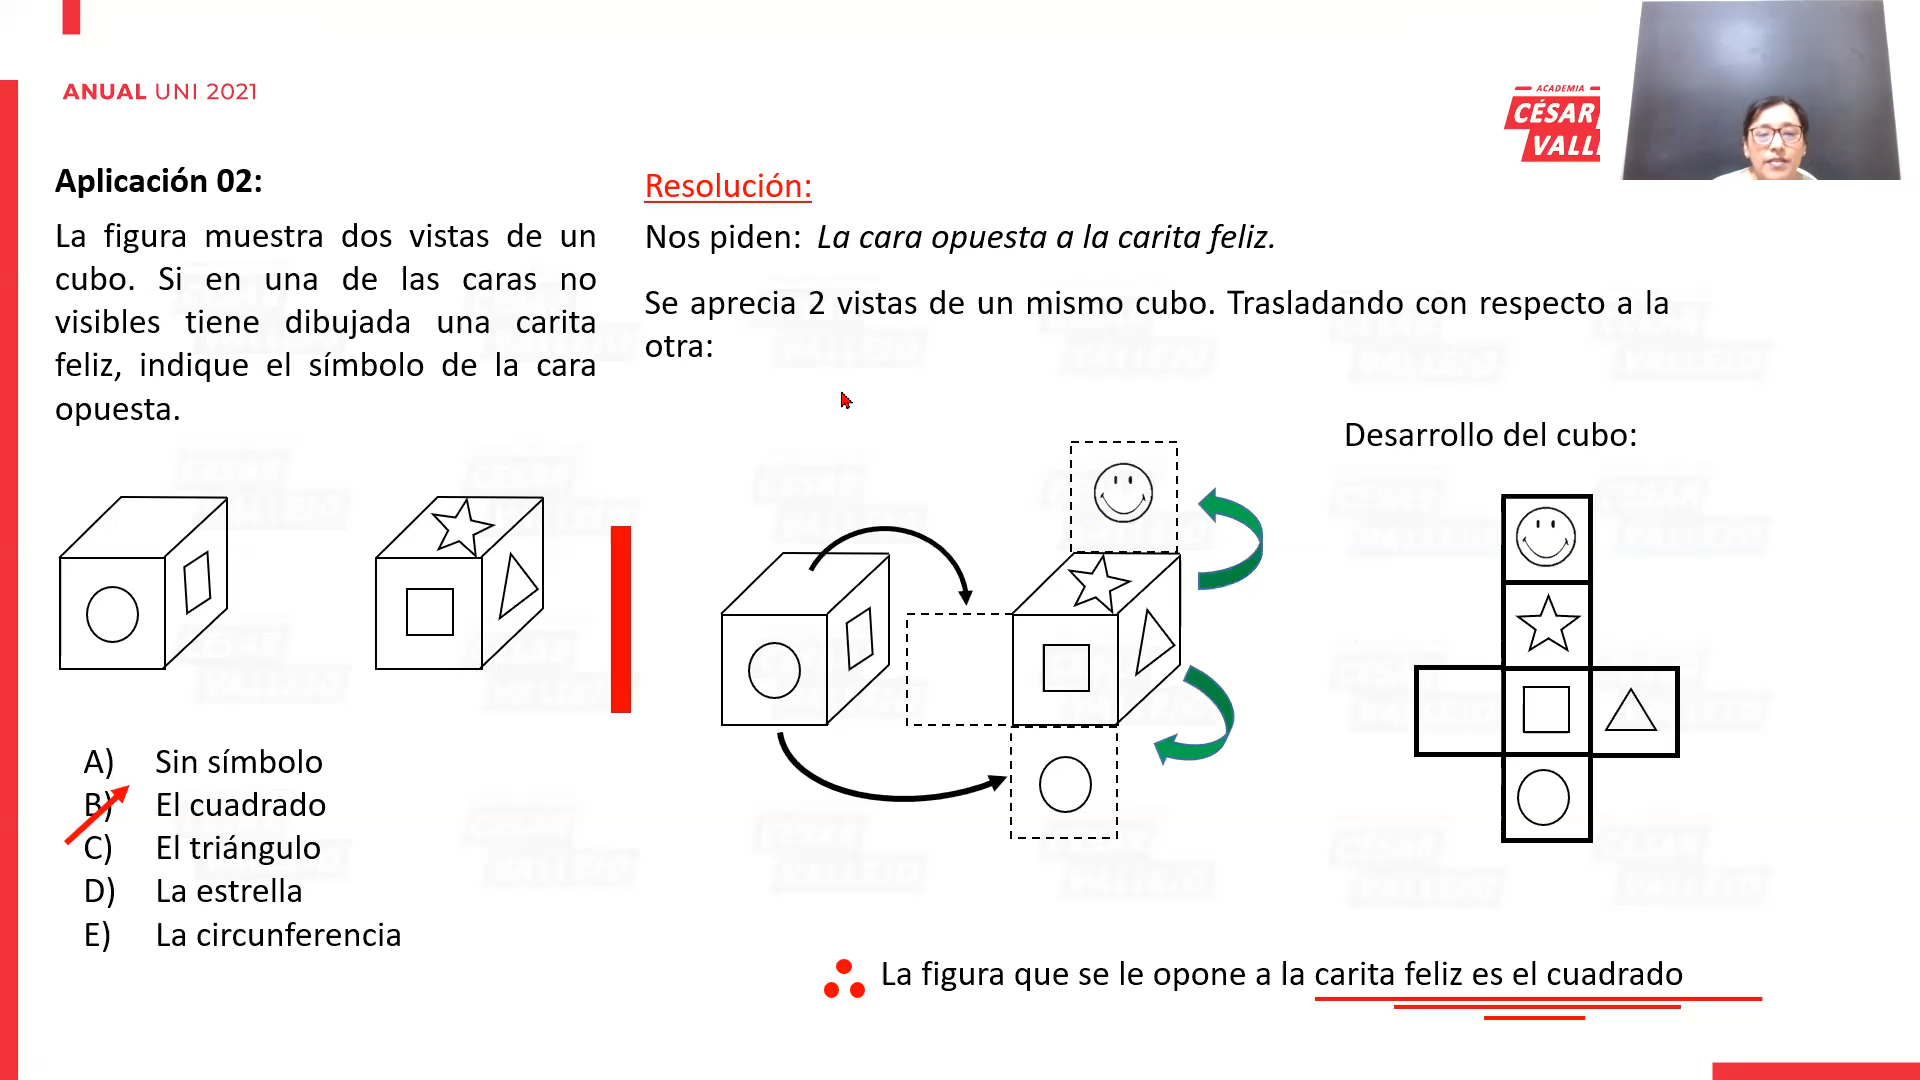 ANUAL UNI 2021
ACADEMIA
CÉSAR
VALL
Aplicación 02:
La figura muestra dos vistas de un
cubo. Si en una de las caras no
visibles tiene dibujada una carita
feliz, indique el símbolo de la cara
opuesta.
A) Sin símbolo
B) El cuadrado
C) El triángulo
D) La estrella
E) La circunferencia
Resolución:
Nos piden: La cara opuesta a la carita feliz.
Se aprecia 2 vistas de un mismo cubo. Trasladando con respecto a la
otra:
Desarrollo del cubo:
La figura que se le opone a la carita feliz es el cuadrado